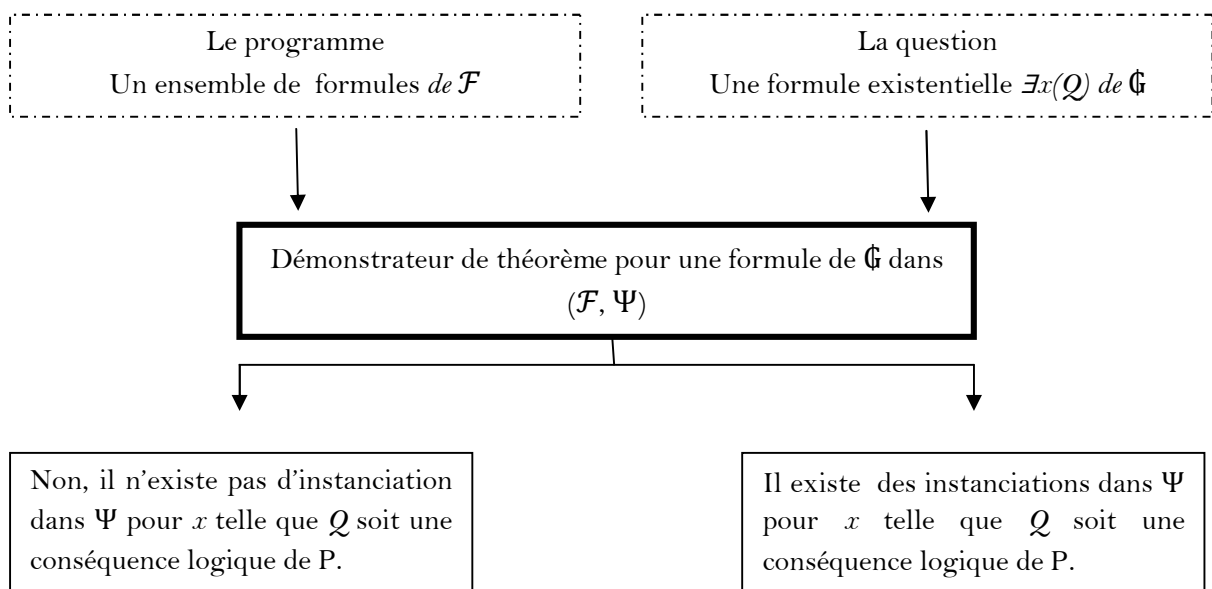 Le programme
Un ensemble de formules de ℱ
La question
Une formule existentielle ∃x(Q) de 𝕲
Démonstrateur de théorème pour une formule de 𝕲 dans
(ℱ, Ψ)
Non, il n’existe pas d’instanciation
dans Ψ pour x telle que Q soit une
conséquence logique de P.
Il existe des instanciations dans Ψ
pour x telle que Q soit une
conséquence logique de P.